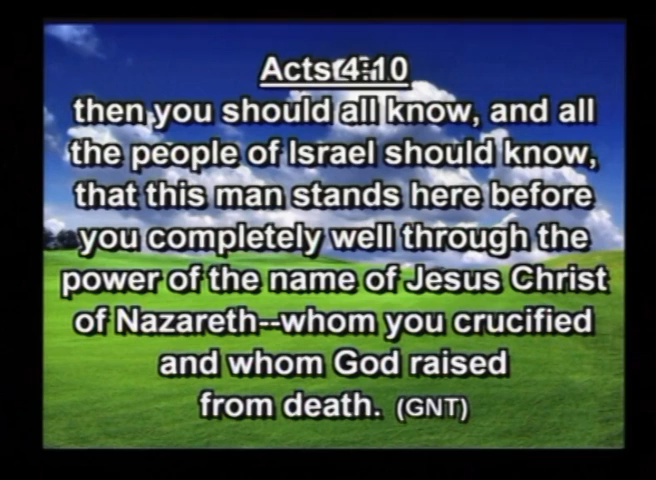 Acts 4:10
then you should all know, and all
the people of Israel should know,
that this man stands here before
you completely well through the
power of the name of Jesus Christ
of Nazareth--whom you crucified
and whom God raised
from death. (GNT)